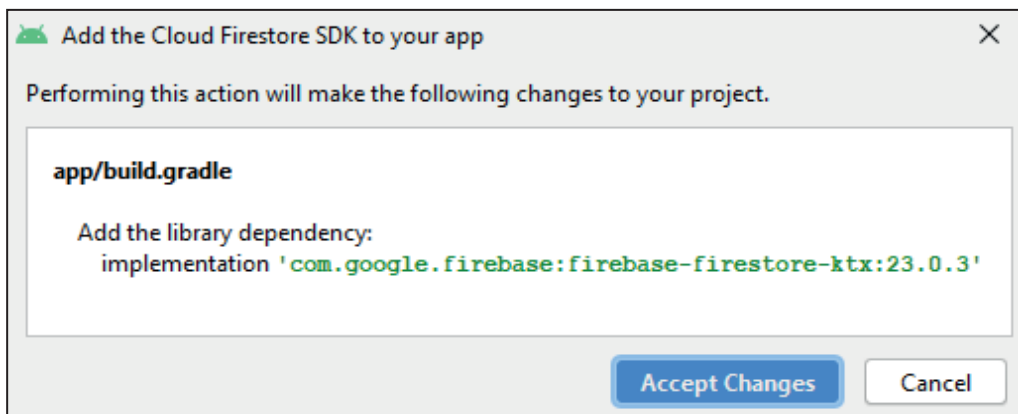 Add the Cloud Firestore SDK to your app
Performing this action will make the following changes to your project.
app/build.gradle
Add the library dependency:
implementation 'com.google.firebase:firebase-firestore-ktx:23.0.3'
Accept Changes
Cancel